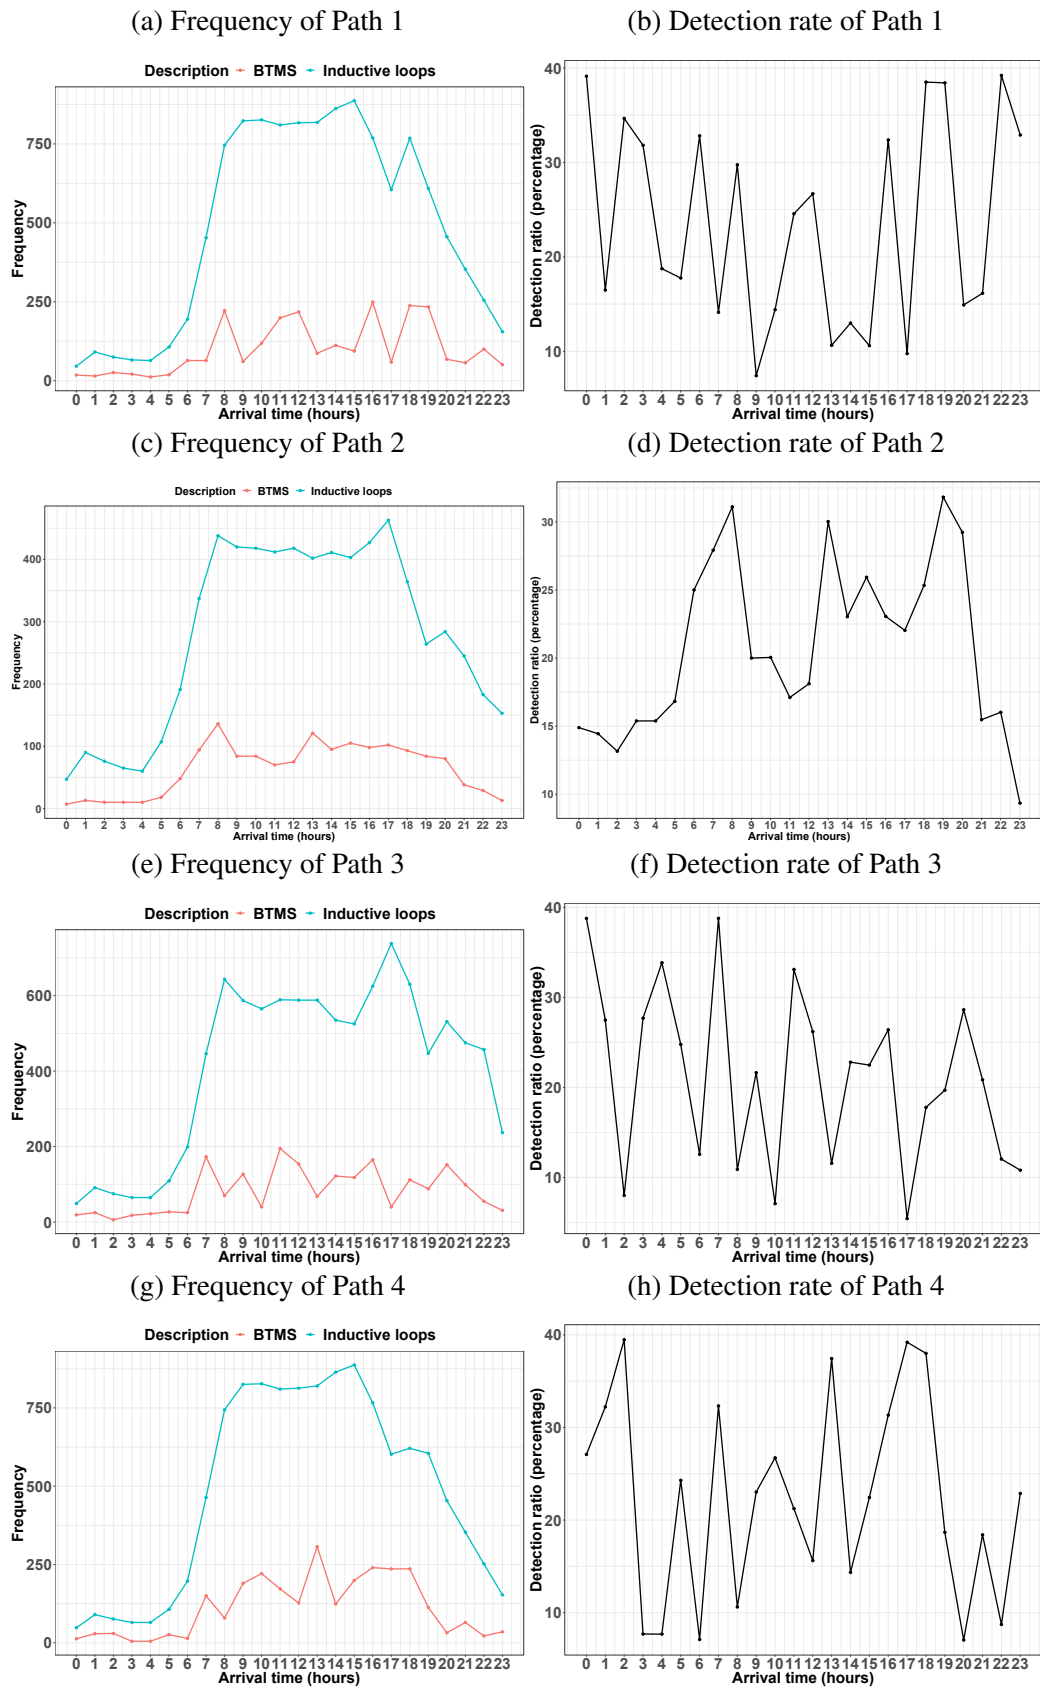 (a) Frequency of Path 1
(b) Detection rate of Path 1
Description BTMS Inductive loops
Frequency
750
500
250
0
0 1 2 3 4 5 6 7 8 9 10 11 12 13 14 15 16 17 18 19 20 21 22 23
Arrival time (hours)
Detection ratio (percentage)
40
30
20
10
0 1 2 3 4 5 6 7 8 9 10 11 12 13 14 15 16 17 18 19 20 21 22 23
Arrival time (hours)
(c) Frequency of Path 2
(d) Detection rate of Path 2
Description BTMS Inductive loops
Frequency
400
300
200
100
0
0 1 2 3 4 5 6 7 8 9 10 11 12 13 14 15 16 17 18 19 20 21 22 23
Arrival time (hours)
Detection ratio (percentage)
30
25
20
15
10
0 1 2 3 4 5 6 7 8 9 10 11 12 13 14 15 16 17 18 19 20 21 22 23
Arrival time (hours)
(e) Frequency of Path 3
(f) Detection rate of Path 3
Description BTMS Inductive loops
Frequency
600
400
200
0
0 1 2 3 4 5 6 7 8 9 10 11 12 13 14 15 16 17 18 19 20 21 22 23
Arrival time (hours)
Detection ratio (percentage)
40
30
20
10
0 1 2 3 4 5 6 7 8 9 10 11 12 13 14 15 16 17 18 19 20 21 22 23
Arrival time (hours)
(g) Frequency of Path 4
(h) Detection rate of Path 4
Description BTMS Inductive loops
Frequency
750
500
250
0
0 1 2 3 4 5 6 7 8 9 10 11 12 13 14 15 16 17 18 19 20 21 22 23
Arrival time (hours)
Detection ratio (percentage)
40
30
20
10
0 1 2 3 4 5 6 7 8 9 10 11 12 13 14 15 16 17 18 19 20 21 22 23
Arrival time (hours)